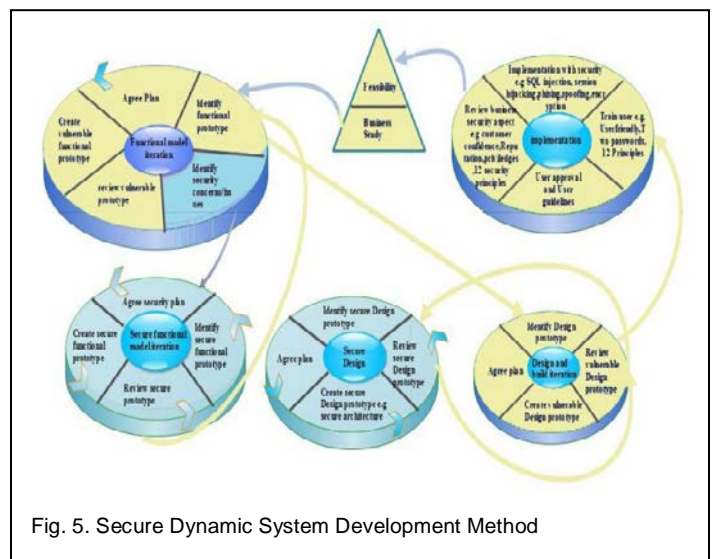 Agree Plan
Identify
functional
prototype
Create
vulnerable
functional
prototype
Functional model
iteration
review vulnerable
prototype
Identify
security
concerns/iss
ues
Feasibility
Business
Study
Implementation with security
e.g SQL injection, session
hijacking,phising,spoofing,encr
yption
Review business
security aspect
e.g customer
confidence,Repu
tation,
,12 security
principles
implementation
Train user e.g.
Userfriendly,T
wo passwords,
12 Principles
User approval
and User
guidelines
Agree security plan
Create secure
functional
prototype
Secure functional
model iteration
Identify
secure
functional
prototype
Review secure
prototype
Identify secure Design
prototype
Agree plan
Secure
Design
Review
secure
Design
prototype
Create secure
Design prototype e.g
secure architecture
Identify Design
prototype
Agree plan
Design and
build iteration
Review
vulnerable
Design
prototype
Create vulnerable
Design prototype
Fig. 5. Secure Dynamic System Development Method